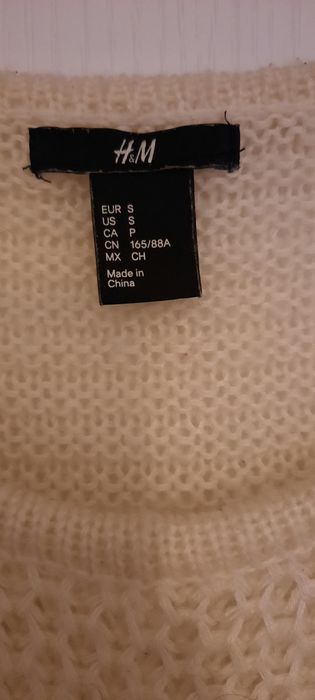 H&M
EUR S
US S
CA P
CN 165/88A
MX CH
Made in
China